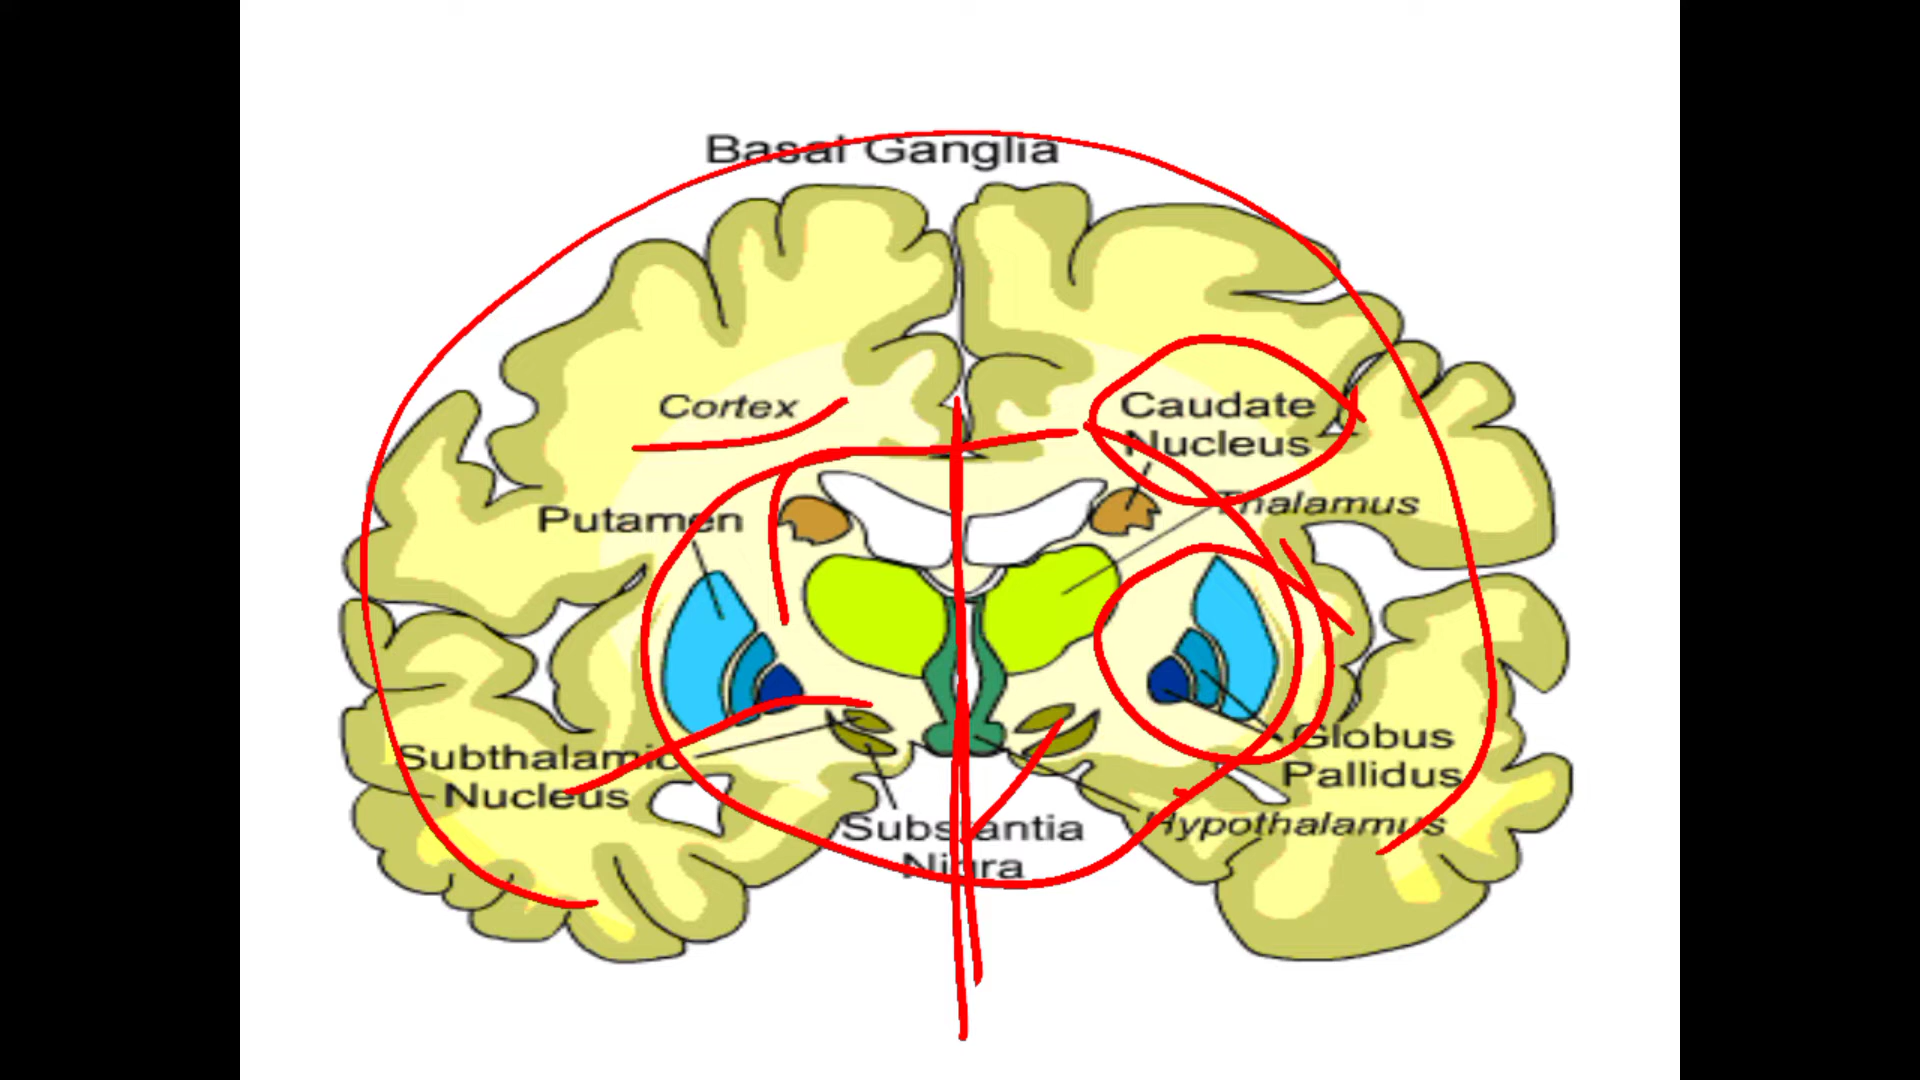 Basal Ganglia
Cortex
Caudate
Nucleus
Thalamus
Putamen
Globus
Pallidus
Subthalamic
Nucleus
Substantia
Nigra
Hypothalamus